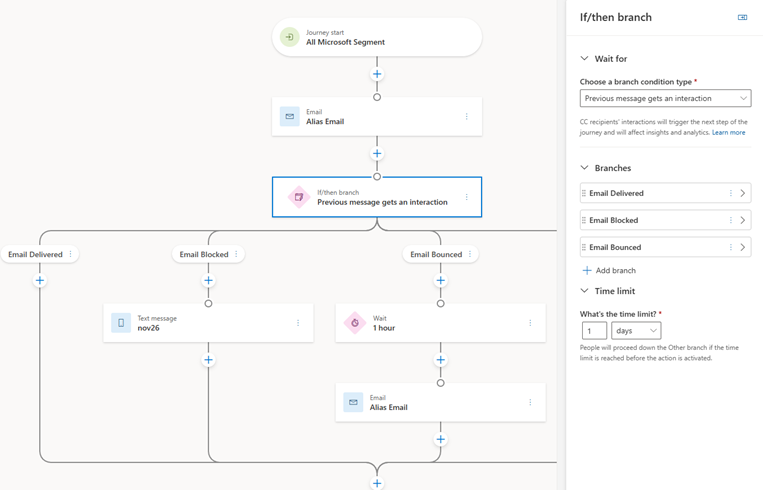 Journey start
All Microsoft Segment
Email
Alias Email
If/then branch
Previous message gets an interaction
Email Delivered
Email Blocked
Email Bounced
Text message
nov26
Wait
1 hour
Email
Alias Email
If/then branch
Wait for
Choose a branch condition type *
Previous message gets an interaction
CC recipients' interactions will trigger the next step of the
journey and will affect insights and analytics. Learn more
Branches
Email Delivered
Email Blocked
Email Bounced
Add branch
Time limit
What's the time limit? *
1 days
People will proceed down the Other branch if the time
limit is reached before the action is activated.